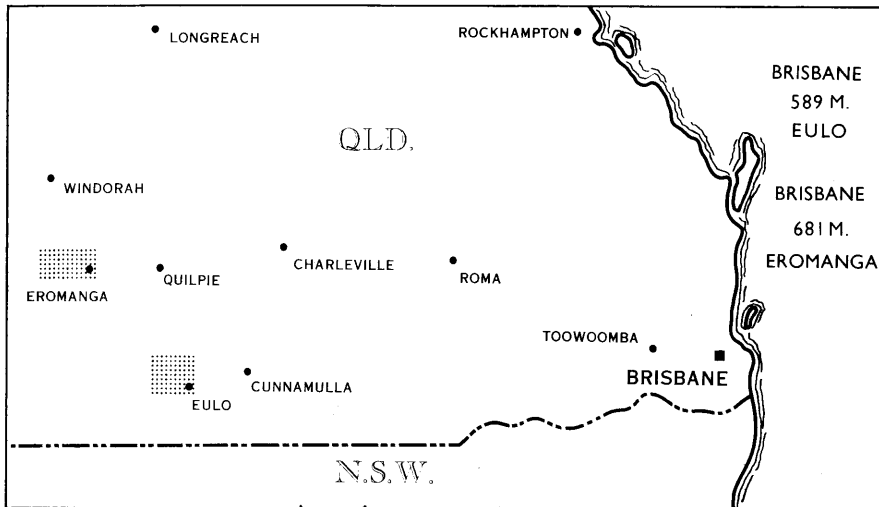 LONGREACH
ROCKHAMPTON
BRISBANE
589 M.
EULO
QLD.
WINDORAH
BRISBANE
681 M.
EROMANGA
CHARLEVILLE
ROMA
QUILPIE
EROMANGA
TOOWOOMBA
BRISBANE
CUNNAMULLA
EULO
N.S.W.